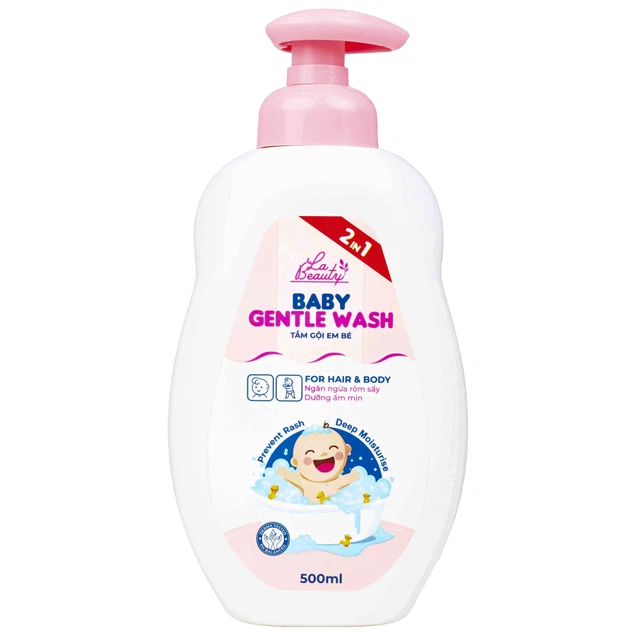 2 IN 1
La
Beauty
BABY
GENTLE WASH
TẮM GỘI EM BÉ
FOR HAIR & BODY
Ngăn ngừa rôm sẩy
Dưỡng ẩm mịn
Prevent Rash
Deep Moisturise
500ml